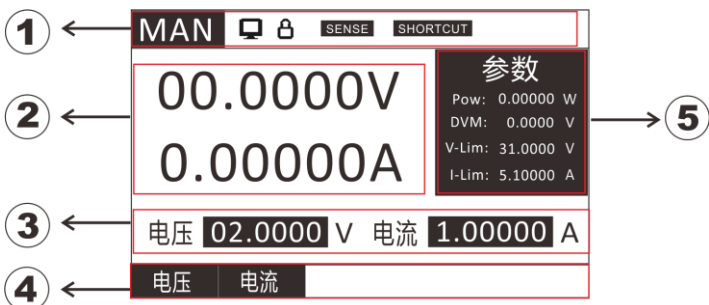 ① MAN SENSE SHORTCUT
② 00.0000V
0.00000A
参数
Pow: 0.00000 W
DVM: 0.0000 V
V-Lim: 31.0000 V
I-Lim: 5.10000 A
⑤
③ 电压 02.0000 V 电流 1.00000 A
④ 电压 电流